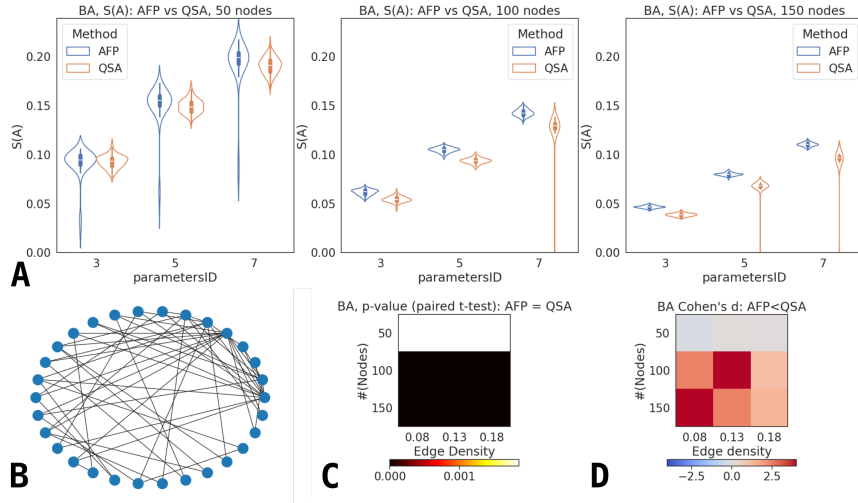 BA, S(A): AFP vs QSA, 50 nodes
S(A)
0.20
0.15
0.10
0.05
0.00
Method
AFP
QSA
3 5 7
parametersID
BA, S(A): AFP vs QSA, 100 nodes
S(A)
0.20
0.15
0.10
0.05
0.00
Method
AFP
QSA
3 5 7
parametersID
BA, S(A): AFP vs QSA, 150 nodes
S(A)
0.20
0.15
0.10
0.05
0.00
Method
AFP
QSA
3 5 7
parametersID
A
B
BA, p-value (paired t-test): AFP = QSA
#(Nodes)
50
100
150
0.08 0.13 0.18
Edge Density
0.000 0.001
C
BA Cohen's d: AFP<QSA
#(Nodes)
50
100
150
0.08 0.13 0.18
Edge density
−2.5 0.0 2.5
D